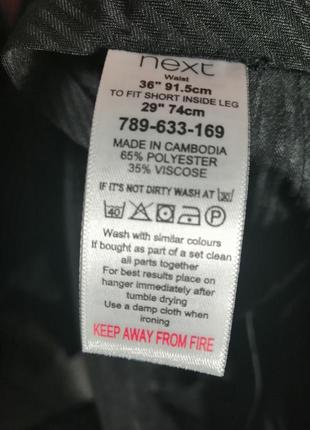 next
Waist
36" 91.5cm
TO FIT SHORT INSIDE LEG
29" 74cm
789-633-169
MADE IN CAMBODIA
65% POLYESTER
35% VISCOSE
IF IT'S NOT DIRTY WASH AT 30
40 P
Wash with similar colours
If bought as part of a set clean
all parts together
For best results place on
hanger immediately after
tumble drying
Use a damp cloth when
ironing
KEEP AWAY FROM FIRE